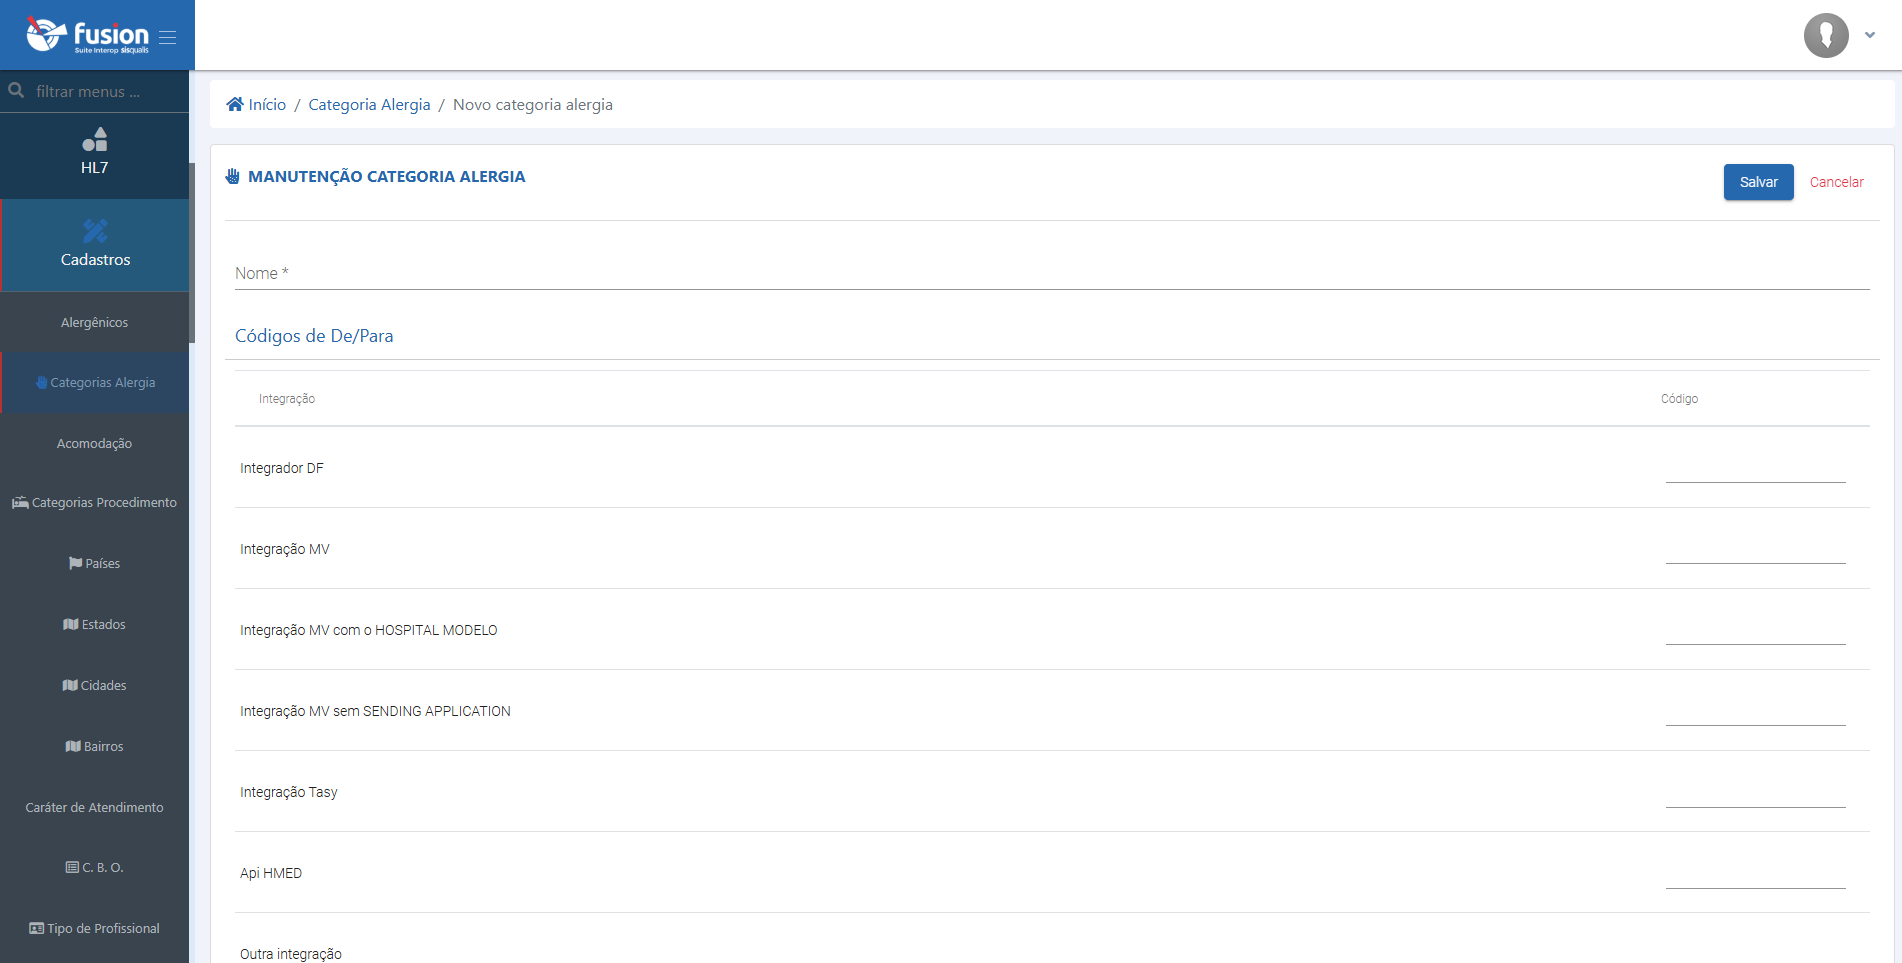 fusion
Suite Interop sisqualis
filtrar menus ...
HL7
Cadastros
Alergênicos
Categorias Alergia
Acomodação
Categorias Procedimento
Países
Estados
Cidades
Bairros
Caráter de Atendimento
C. B. O.
Tipo de Profissional
Início / Categoria Alergia / Novo categoria alergia
MANUTENÇÃO CATEGORIA ALERGIA
Salvar Cancelar
Nome *
Códigos de De/Para
Integração Código
Integrador DF
Integração MV
Integração MV com o HOSPITAL MODELO
Integração MV sem SENDING APPLICATION
Integração Tasy
Api HMED
Outra integração